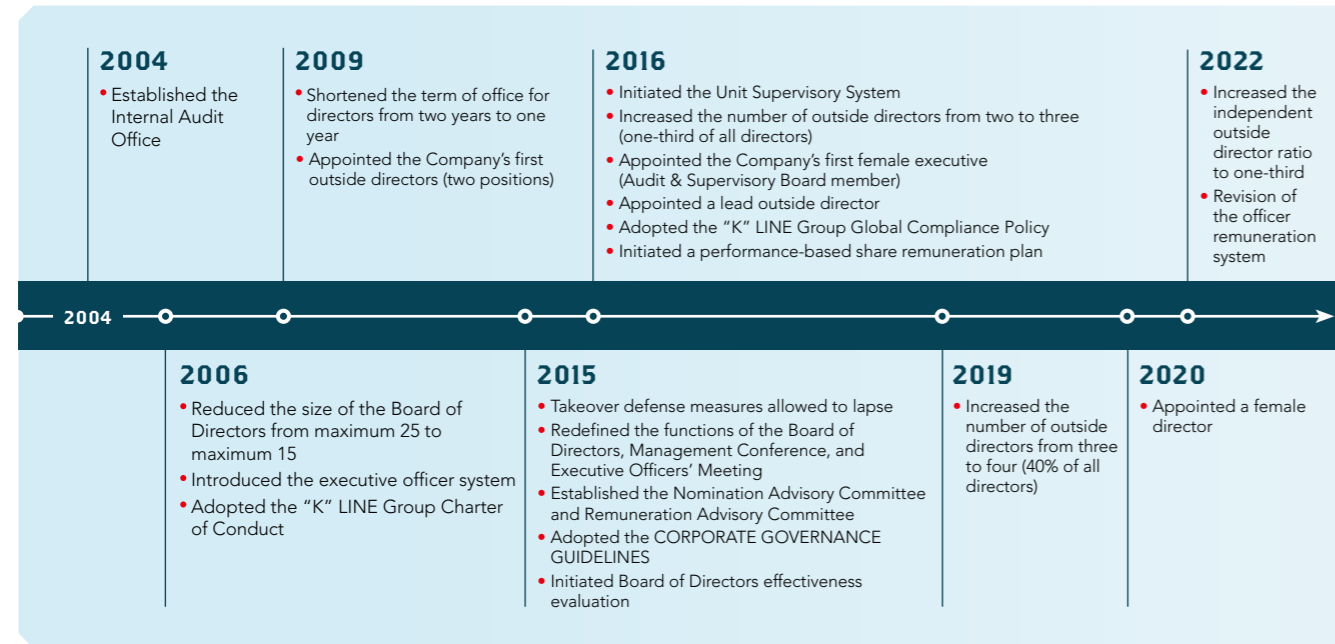 2004
• Established the
Internal Audit
Office
2009
• Shortened the term of office for
directors from two years to one
year
• Appointed the Company’s first
outside directors (two positions)
2016
• Initiated the Unit Supervisory System
• Increased the number of outside directors from two to three
(one-third of all directors)
• Appointed the Company’s first female executive
(Audit & Supervisory Board member)
• Appointed a lead outside director
• Adopted the “K” LINE Group Global Compliance Policy
• Initiated a performance-based share remuneration plan
2022
• Increased the
independent
outside
director ratio
to one-third
• Revision of
the officer
remuneration
system
2004
2006
• Reduced the size of the Board of
Directors from maximum 25 to
maximum 15
• Introduced the executive officer system
• Adopted the “K” LINE Group Charter
of Conduct
2015
• Takeover defense measures allowed to lapse
• Redefined the functions of the Board of
Directors, Management Conference, and
Executive Officers’ Meeting
• Established the Nomination Advisory Committee
and Remuneration Advisory Committee
• Adopted the CORPORATE GOVERNANCE
GUIDELINES
• Initiated Board of Directors effectiveness
evaluation
2019
• Increased the
number of outside
directors from three
to four (40% of all
directors)
2020
• Appointed a female
director